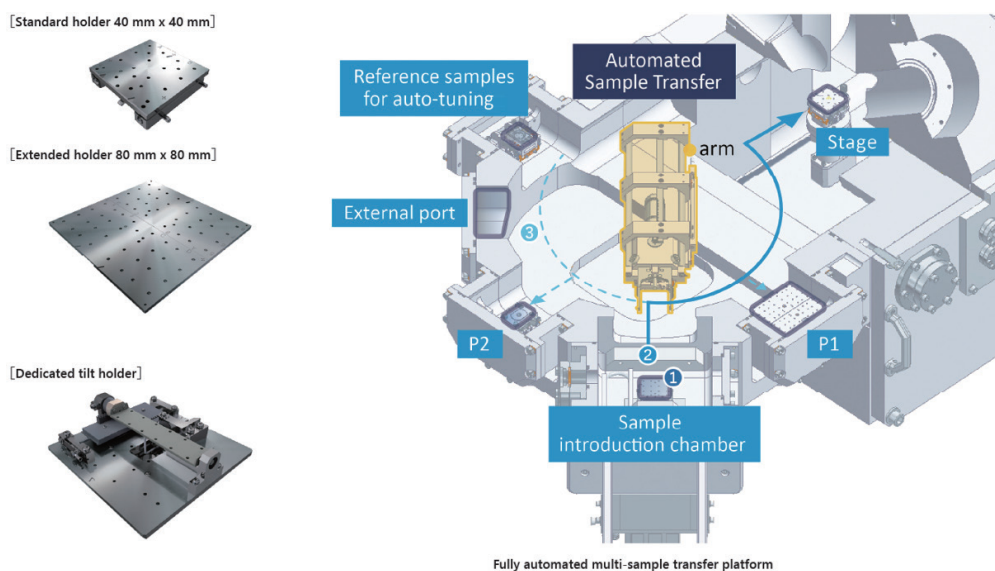 [Standard holder 40 mm x 40 mm]
[Extended holder 80 mm x 80 mm]
[Dedicated tilt holder]
Reference samples
for auto-tuning
Automated
Sample Transfer
arm
Stage
External port
3
P2
2
1
P1
Sample
introduction chamber
Fully automated multi-sample transfer platform